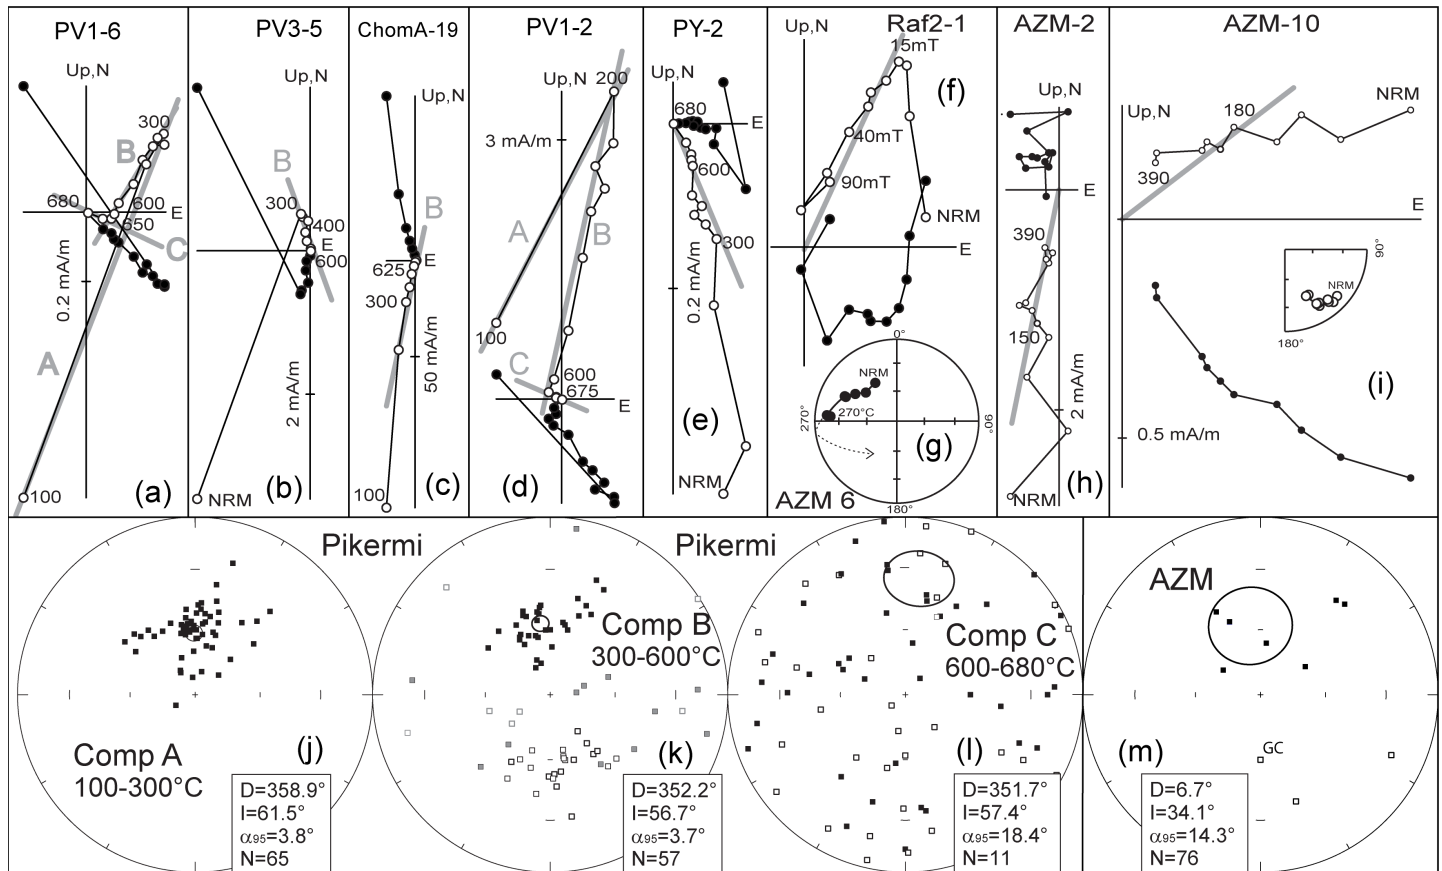 PV1-6
Up,N
300
B
680
600
650
E
C
0.2 mA/m
A
100
(a)
PV3-5
Up,N
B
300
400
E
600
2 mA/m
NRM
(b)
ChomA-19
Up,N
B
E
625
300
50 mA/m
100
(c)
PV1-2
Up,N
200
3 mA/m
A
B
100
C
600
675
E
(d)
PY-2
Up,N
680
E
600
300
0.2 mA/m
(e)
NRM
Raf2-1
Up,N
15mT
(f)
40mT
90mT
NRM
E
0°
NRM
270°
270°C
90°
(g)
AZM 6
180°
AZM-2
Up,N
E
390
150
2 mA/m
(h)
NRM
AZM-10
Up,N
180
NRM
390
E
90°
NRM
180°
(i)
0.5 mA/m
Pikermi
Comp A
100-300°C
(j)
D=358.9°
I=61.5°
α95=3.8°
N=65
Pikermi
Comp B
300-600°C
(k)
D=352.2°
I=56.7°
α95=3.7°
N=57
Comp C
600-680°C
(l)
D=351.7°
I=57.4°
α95=18.4°
N=11
AZM
GC
(m)
D=6.7°
I=34.1°
α95=14.3°
N=76